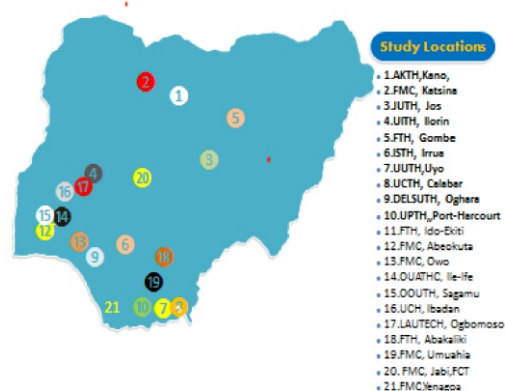 Study Locations
1.AKTH,Kano,
2.FMC, Katsina
3.JUTH, Jos
4.UITH, Ilorin
5.FTH, Gombe
6.ISTH, Irrua
7.UUTH,Uyo
8.UCTH, Calabar
9.DELSUTH, Oghara
10.UPTH,,Port-Harcourt
11.FTH, Ido-Ekiti
12.FMC, Abeokuta
13.FMC, Owo
14.OUATHC, Ile-Ife
15.OOUTH, Sagamu
16.UCH, Ibadan
17.LAUTECH, Ogbomoso
18.FTH, Abakaliki
19.FMC, Umuahia
20. FMC, Jabi,FCT
21.FMC,Yenagoa
2
1
5
3
4
20
17
16
15
14
12
13
6
9
18
19
21
10
7